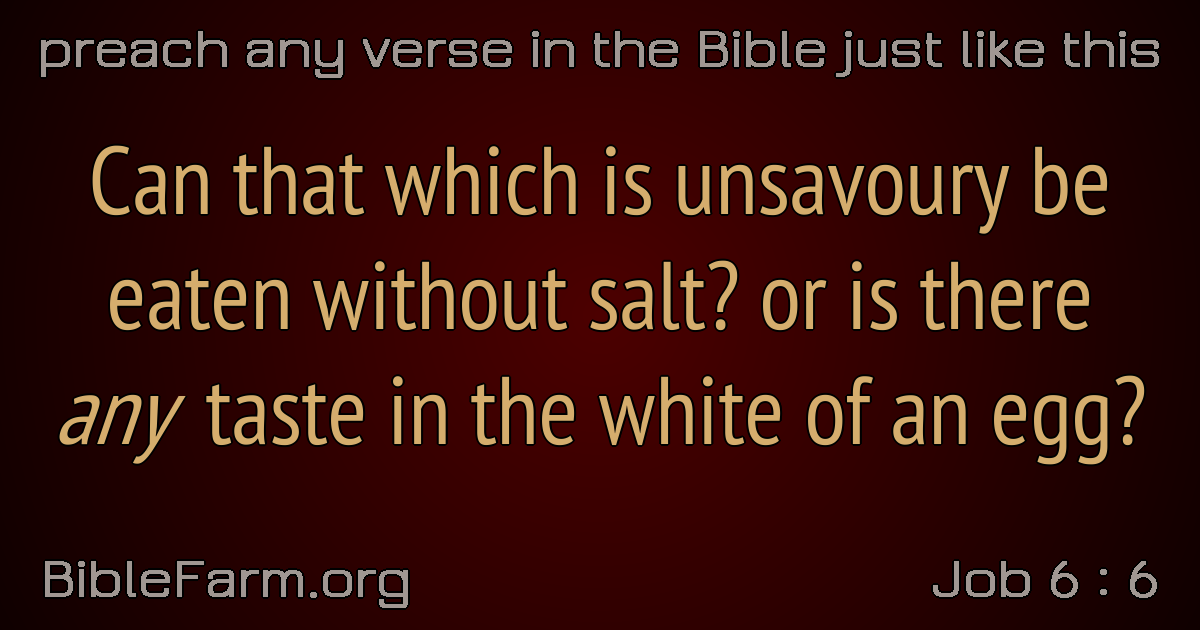 preach any verse in the Bible just like this
Can that which is unsavoury be
eaten without salt? or is there
any taste in the white of an egg?
BibleFarm.org
Job 6 : 6